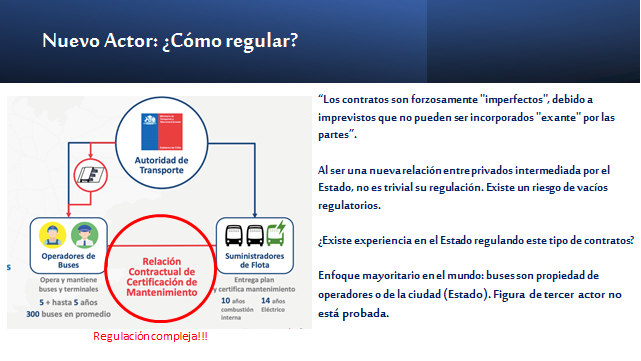 Nuevo Actor: ¿Cómo regular?
Autoridad de
Transporte
Operadores de
Buses
Opera y mantiene
buses y terminales
5 + hasta 5 años
300 buses en promedio
s
Relación
Contractual de
Certificación de
Mantenimiento
Suministradores
de Flota
Entrega plan
y certifica mantenimiento
10 años
combustión
interna
14 años
Eléctrico
Regulación compleja!!!
“Los contratos son forzosamente "imperfectos", debido a
imprevistos que no pueden ser incorporados "ex ante" por las
partes”.
Al ser una nueva relación entre privados intermediada por el
Estado, no es trivial su regulación. Existe un riesgo de vacíos
regulatorios.
¿Existe experiencia en el Estado regulando este tipo de contratos?
Enfoque mayoritario en el mundo: buses son propiedad de
operadores o de la ciudad (Estado). Figura de tercer actor no
está probada.